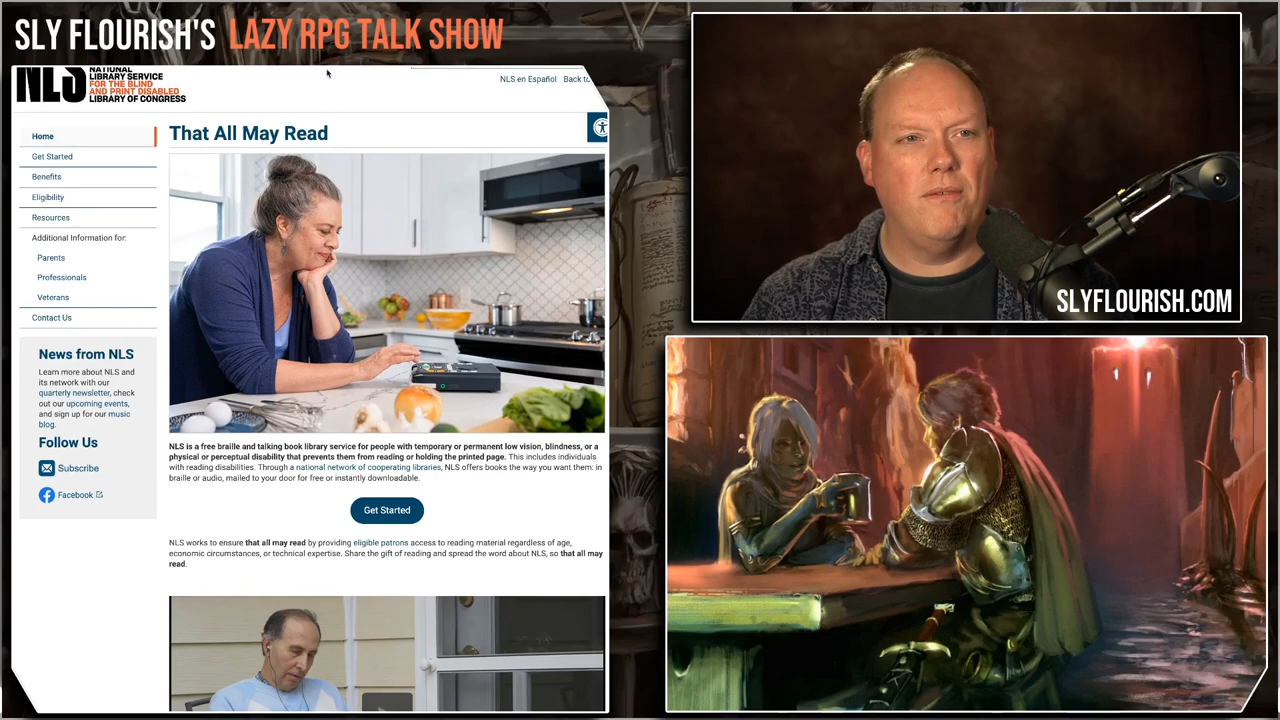 SLY FLOURISH'S LAZY RPG TALK SHOW
NLS
NATIONAL
LIBRARY SERVICE
FOR THE BLIND
AND PRINT DISABLED
LIBRARY OF CONGRESS
NLS en Español Back to
Home
Get Started
Benefits
Eligibility
Resources
Additional Information for:
Parents
Professionals
Veterans
Contact Us
News from NLS
Learn more about NLS and
its network with our
quarterly newsletter, check
out our upcoming events,
and sign up for our music
blog.
Follow Us
Subscribe
Facebook
That All May Read
NLS is a free braille and talking book library service for people with temporary or permanent low vision, blindness, or a
physical or perceptual disability that prevents them from reading or holding the printed page. This includes individuals
with reading disabilities. Through a national network of cooperating libraries, NLS offers books the way you want them: in
braille or audio, mailed to your door for free or instantly downloadable.
Get Started
NLS works to ensure that all may read by providing eligible patrons access to reading material regardless of age,
economic circumstances, or technical expertise. Share the gift of reading and spread the word about NLS, so that all may
read.
SLYFLOURISH.COM